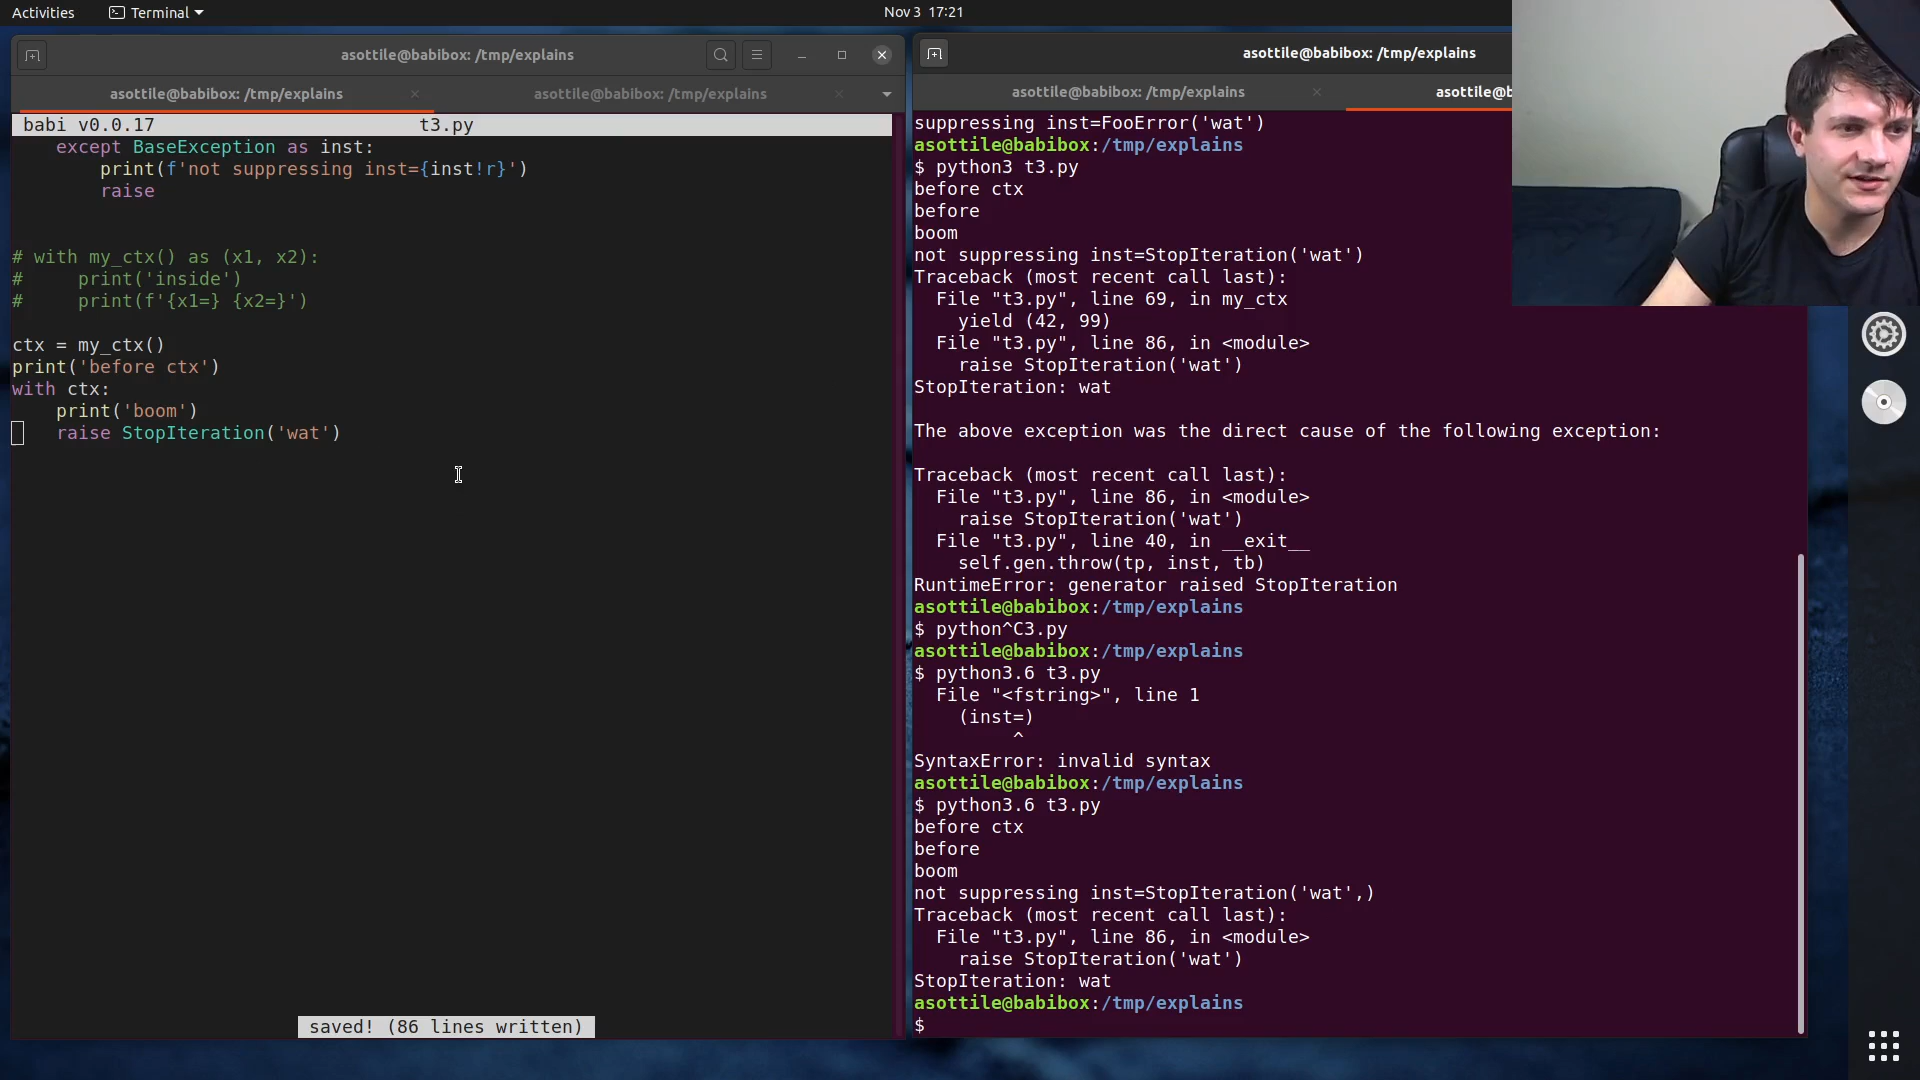 Activities
Terminal
Nov 3 17:21
asottile@babibox: /tmp/explains
asottile@babibox: /tmp/explains
asottile@babibox: /tmp/explains
babi v0.0.17 t3.py
    except BaseException as inst:
        print(f'not suppressing inst={inst!r}')
        raise
# with my_ctx() as (x1, x2):
#     print('inside')
#     print(f'{x1=} {x2=}')
ctx = my_ctx()
print('before ctx')
with ctx:
    print('boom')
    raise StopIteration('wat')
saved! (86 lines written)
asottile@babibox: /tmp/explains
asottile@babibox: /tmp/explains
asottile@b
suppressing inst=FooError('wat')
asottile@babibox:/tmp/explains
$ python3 t3.py
before ctx
before
boom
not suppressing inst=StopIteration('wat')
Traceback (most recent call last):
  File "t3.py", line 69, in my_ctx
    yield (42, 99)
  File "t3.py", line 86, in <module>
    raise StopIteration('wat')
StopIteration: wat
The above exception was the direct cause of the following exception:
Traceback (most recent call last):
  File "t3.py", line 86, in <module>
    raise StopIteration('wat')
  File "t3.py", line 40, in __exit__
    self.gen.throw(tp, inst, tb)
RuntimeError: generator raised StopIteration
asottile@babibox:/tmp/explains
$ python^C3.py
asottile@babibox:/tmp/explains
$ python3.6 t3.py
  File "<fstring>", line 1
    (inst=)
         ^
SyntaxError: invalid syntax
asottile@babibox:/tmp/explains
$ python3.6 t3.py
before ctx
before
boom
not suppressing inst=StopIteration('wat',)
Traceback (most recent call last):
  File "t3.py", line 86, in <module>
    raise StopIteration('wat')
StopIteration: wat
asottile@babibox:/tmp/explains
$